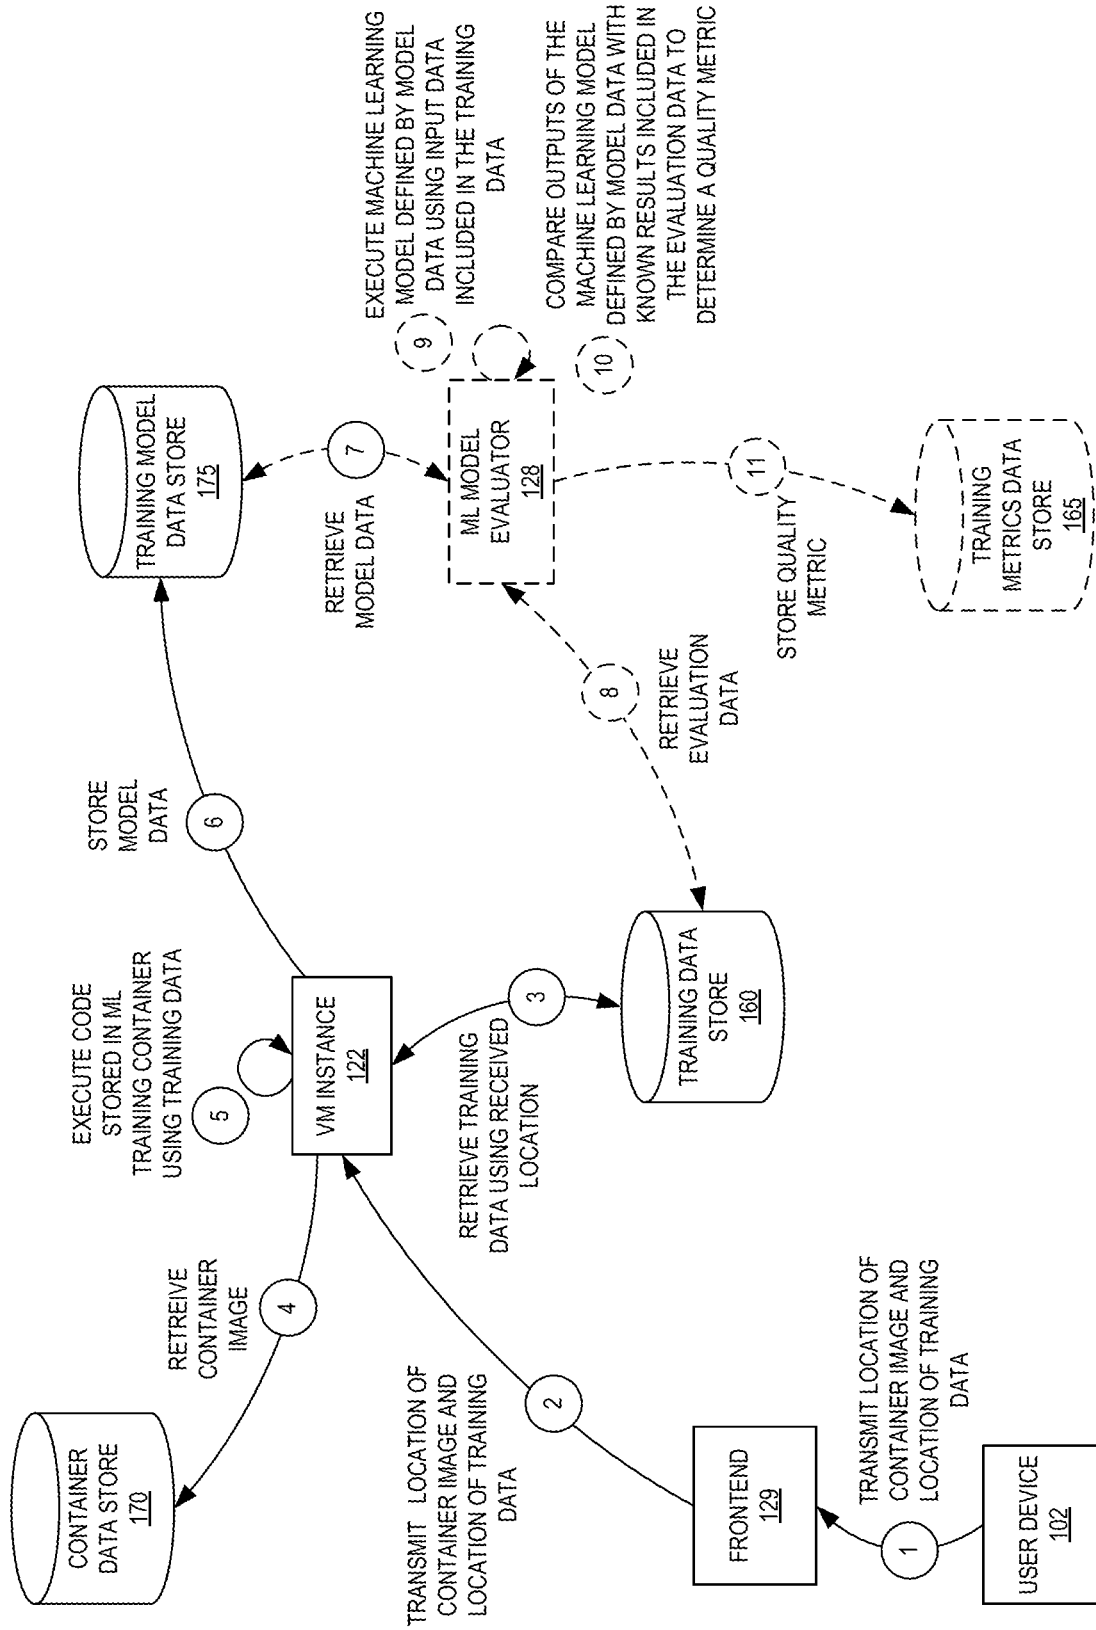 CONTAINER
DATA STORE
170
RETREIVE
CONTAINER
IMAGE
4
EXECUTE CODE
STORED IN ML
TRAINING CONTAINER
USING TRAINING DATA
5
VM INSTANCE
122
STORE
MODEL
DATA
6
TRAINING MODEL
DATA STORE
175
RETRIEVE
MODEL DATA
7
EXECUTE MACHINE LEARNING
MODEL DEFINED BY MODEL
DATA USING INPUT DATA
INCLUDED IN THE TRAINING
DATA
9
ML MODEL
EVALUATOR
128
10
COMPARE OUTPUTS OF THE
MACHINE LEARNING MODEL
DEFINED BY MODEL DATA WITH
KNOWN RESULTS INCLUDED IN
THE EVALUATION DATA TO
DETERMINE A QUALITY METRIC
TRANSMIT LOCATION OF
CONTAINER IMAGE AND
LOCATION OF TRAINING
DATA
2
RETRIEVE TRAINING
DATA USING RECEIVED
LOCATION
3
TRAINING DATA
STORE
160
8
RETRIEVE
EVALUATION
DATA
11
STORE QUALITY
METRIC
TRAINING
METRICS DATA
STORE
165
FRONTEND
129
TRANSMIT LOCATION OF
CONTAINER IMAGE AND
LOCATION OF TRAINING
DATA
1
USER DEVICE
102